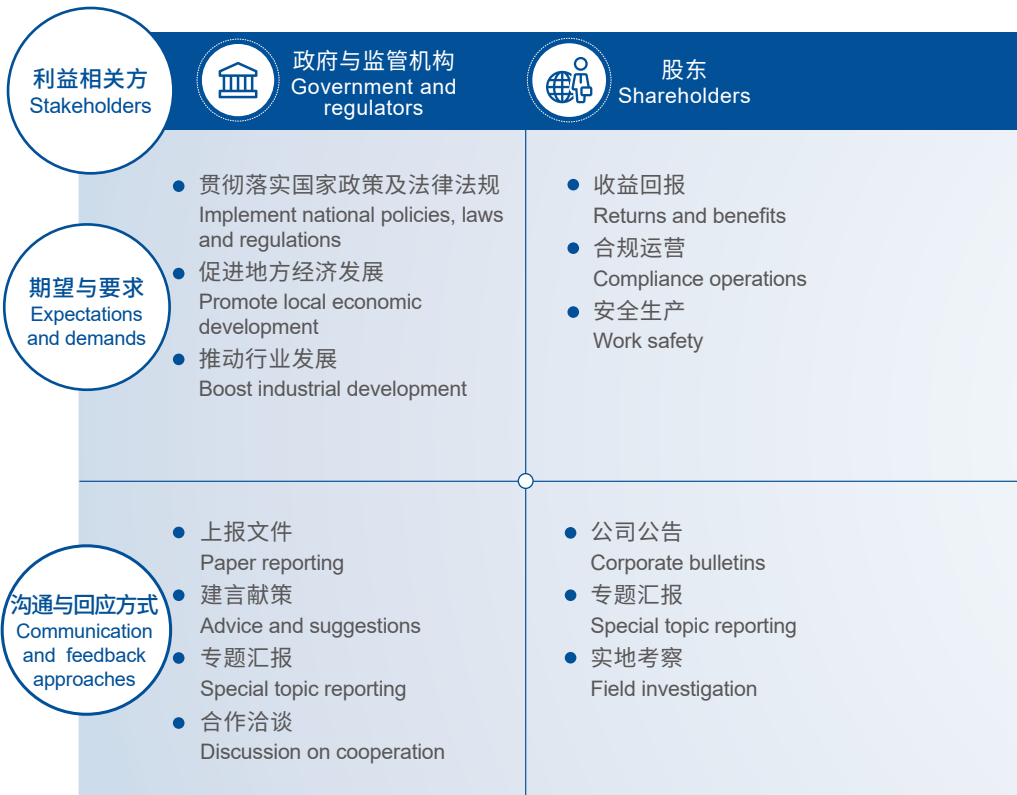 利益相关方
Stakeholders
政府与监管机构
Government and
regulators
股东
Shareholders
期望与要求
Expectations
and demands
贯彻落实国家政策及法律法规
Implement national policies, laws
and regulations
促进地方经济发展
Promote local economic
development
推动行业发展
Boost industrial development
收益回报
Returns and benefits
合规运营
Compliance operations
安全生产
Work safety
沟通与回应方式
Communication
and feedback
approaches
上报文件
Paper reporting
建言献策
Advice and suggestions
专题汇报
Special topic reporting
合作洽谈
Discussion on cooperation
公司公告
Corporate bulletins
专题汇报
Special topic reporting
实地考察
Field investigation